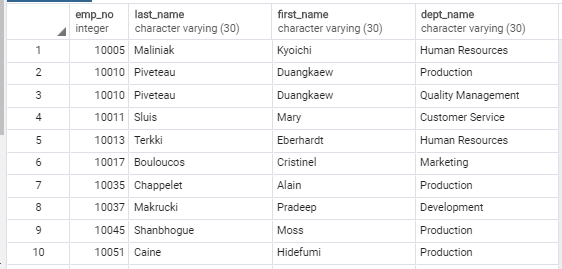 emp_no last_name first_name dept_name
integer character varying (30) character varying (30) character varying (30)
1 10005 Maliniak Kyoichi Human Resources
2 10010 Piveteau Duangkaew Production
3 10010 Piveteau Duangkaew Quality Management
4 10011 Sluis Mary Customer Service
5 10013 Terkki Eberhardt Human Resources
6 10017 Bouloucos Cristinel Marketing
7 10035 Chappelet Alain Production
8 10037 Makrucki Pradeep Development
9 10045 Shanbhogue Moss Production
10 10051 Caine Hidefumi Production